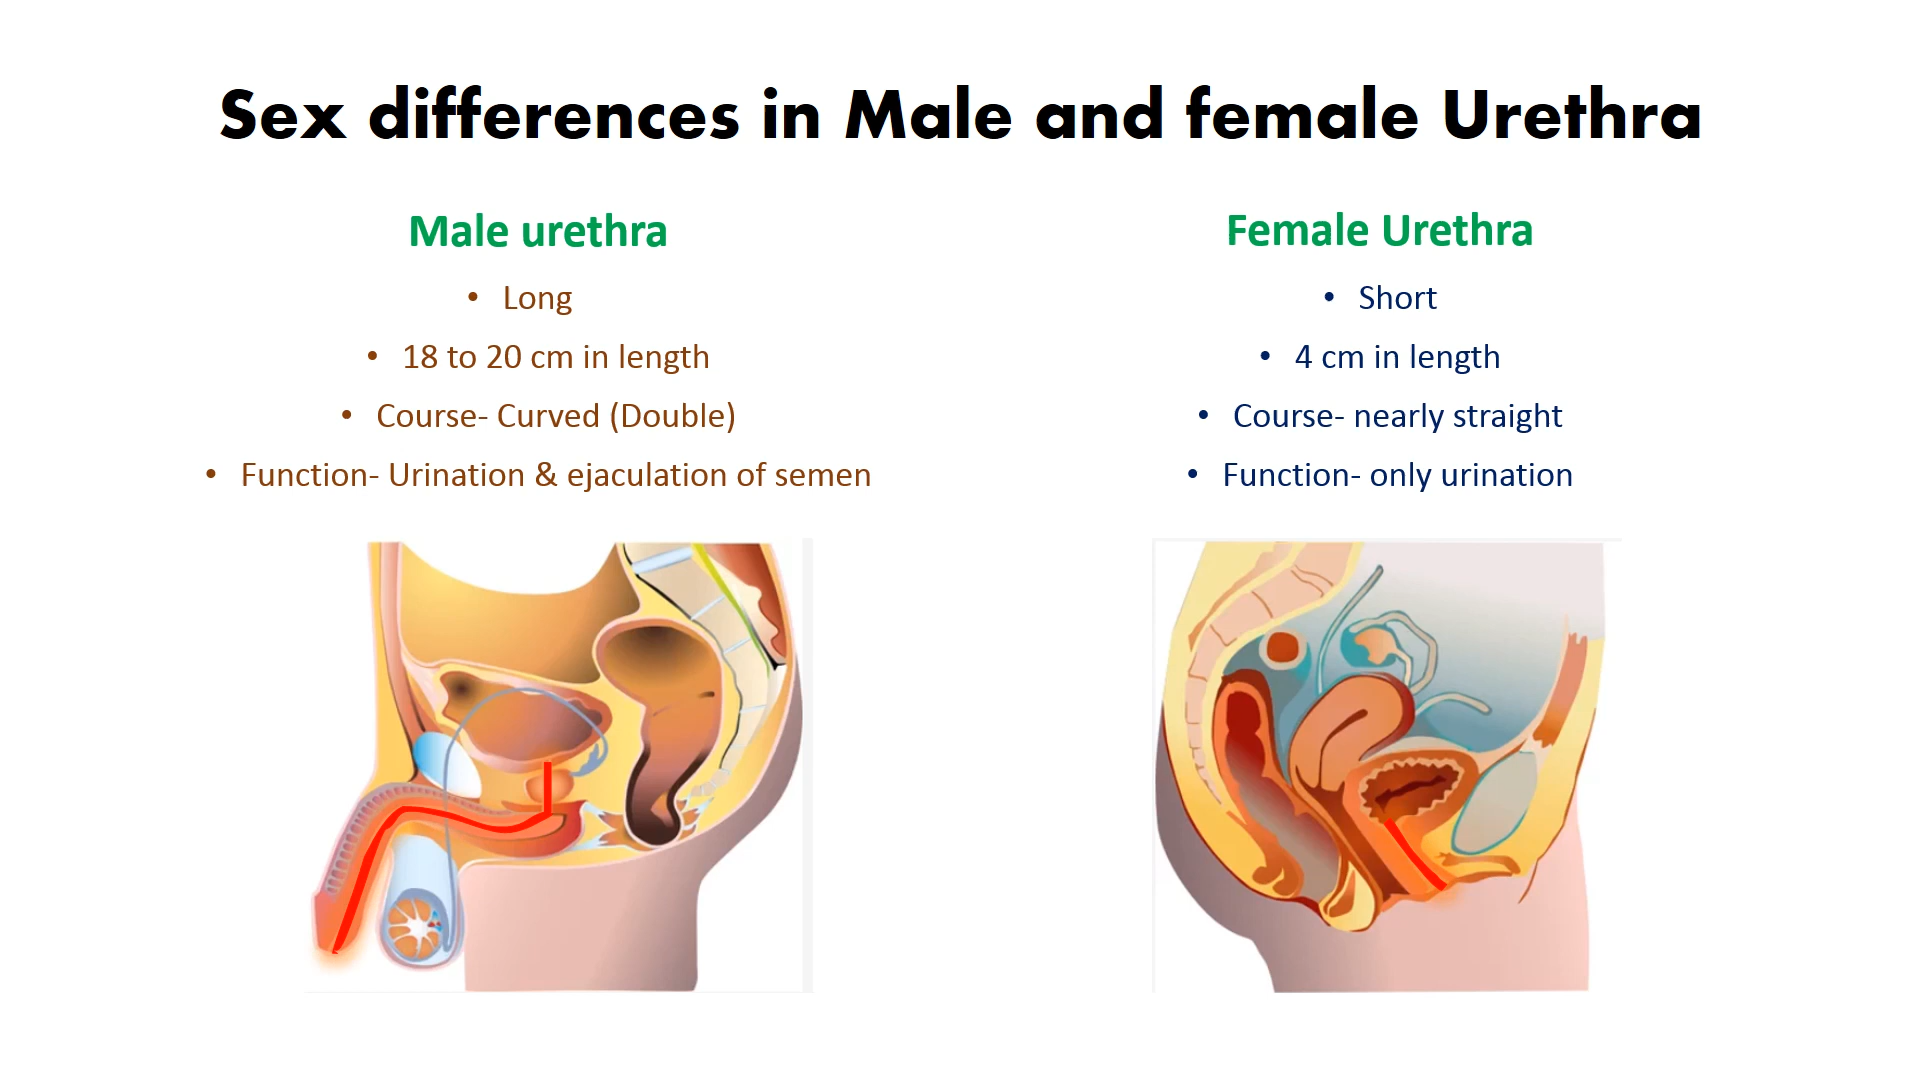 Sex differences in Male and female Urethra
Male urethra
• Long
• 18 to 20 cm in length
• Course- Curved (Double)
• Function- Urination & ejaculation of semen
Female Urethra
• Short
• 4 cm in length
• Course- nearly straight
• Function- only urination